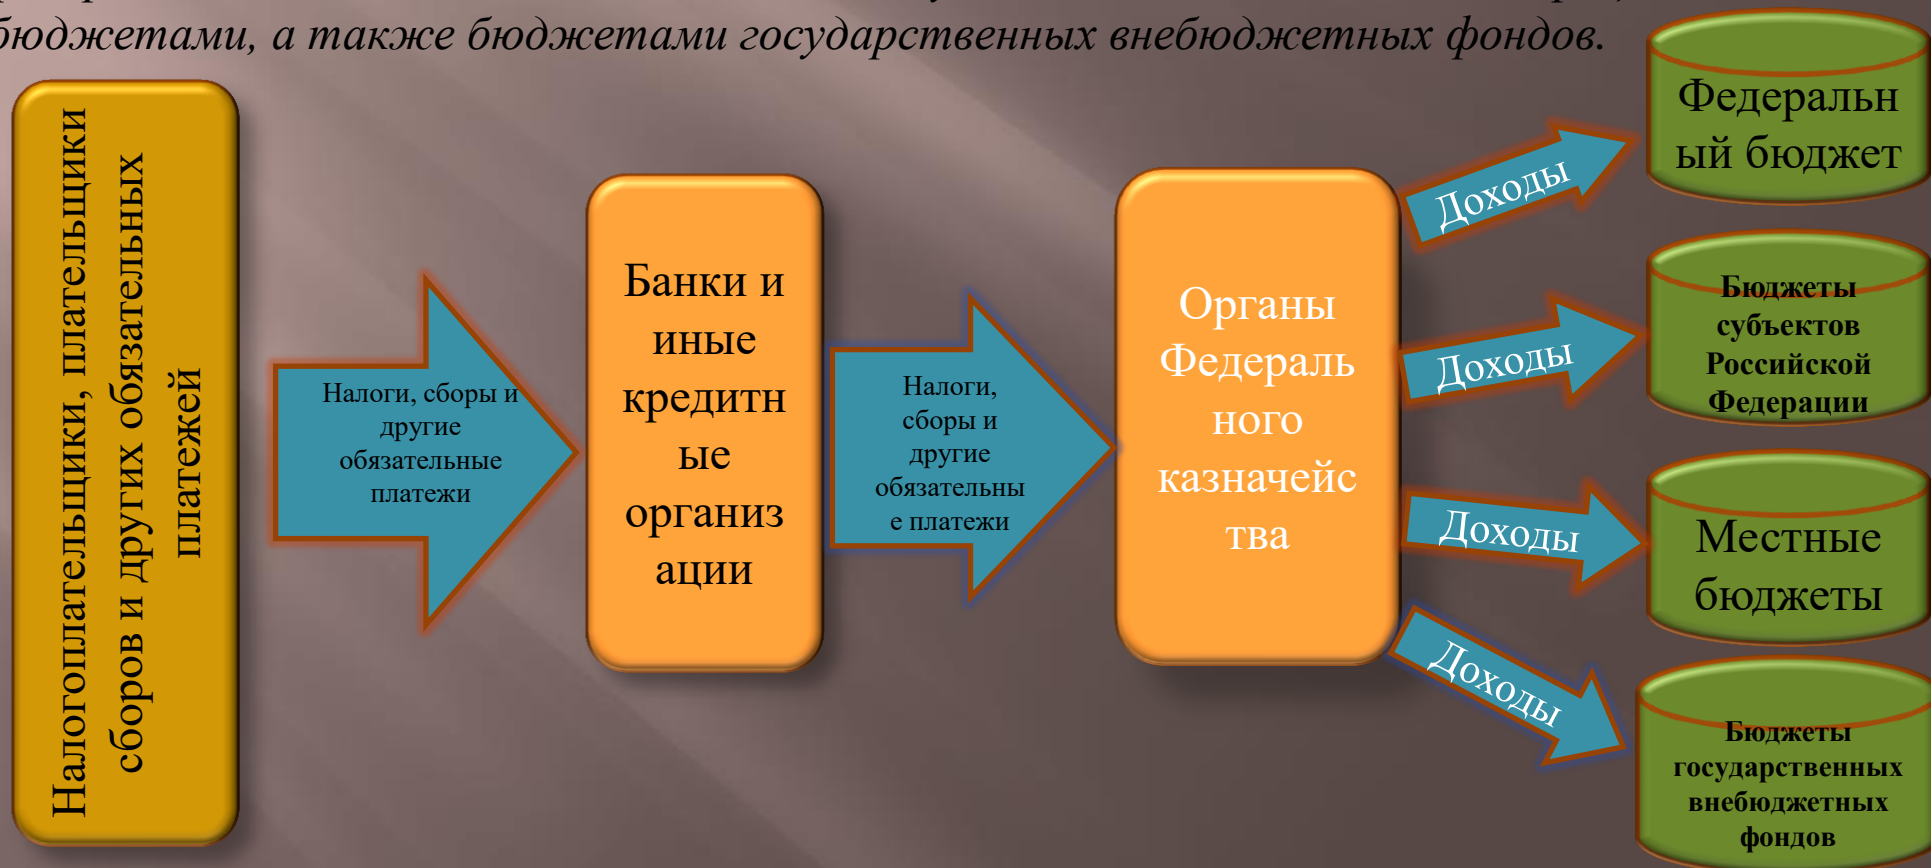 бюджетами, а также бюджетами государственных внебюджетных фондов.
Налогоплательщики, плательщики
сборов и других обязательных
платежей
Налоги, сборы и
другие
обязательные
платежи
Банки и
иные
кредитн
ые
организ
ации
Налоги,
сборы и
другие
обязательны
е платежи
Органы
Федераль
ного
казначейс
тва
Доходы
Доходы
Доходы
Доходы
Федеральн
ый бюджет
Бюджеты
субъектов
Российской
Федерации
Местные
бюджеты
Бюджеты
государственных
внебюджетных
фондов